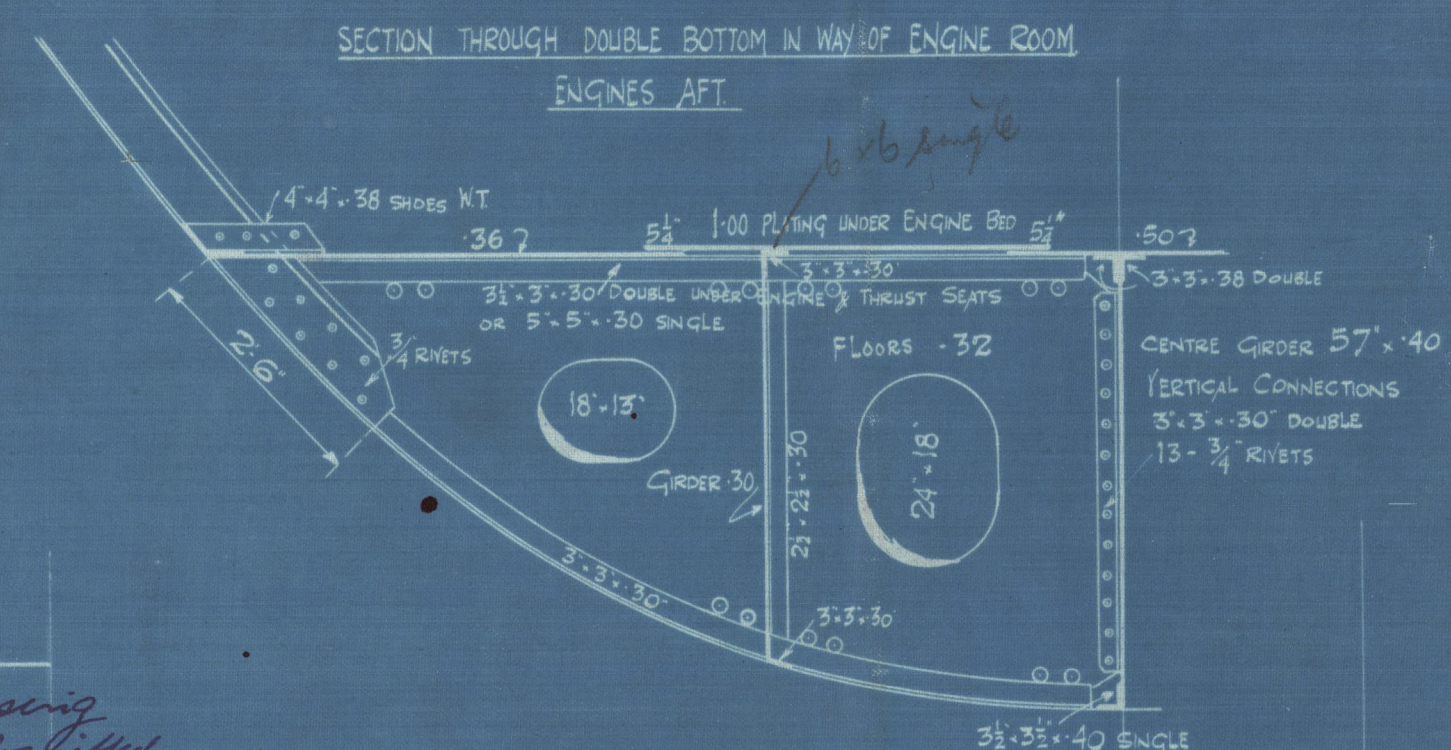 SECTION THROUGH DOUBLE BOTTOM IN WAY OF ENGINE ROOM
ENGINES AFT.
6 x 6 single
4"×4"×.38 SHOES W.T.
.36
5¼"
1.00 PLATING UNDER ENGINE BED
5¼"
.50
3"×3"×.30
3"×3"×.38 DOUBLE
3½"×3"×.30 DOUBLE UNDER ENGINE & THRUST SEATS
OR 5"×5"×.30 SINGLE
2'.6"
¾ RIVETS
FLOORS .32
CENTRE GIRDER 57"×.40
VERTICAL CONNECTIONS
3"×3"×.30" DOUBLE
13 - ¾" RIVETS
18"×13"
24"×18"
GIRDER .30
2½×2½×.30
3"×3"×.30"
3"×3"×.30
3½"×3½"×.40 SINGLE